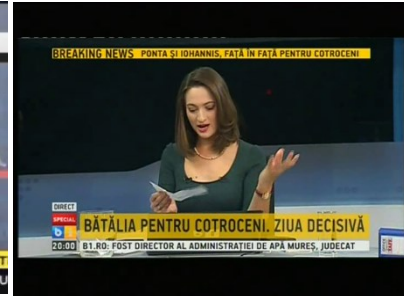 BREAKING NEWS PONTA ȘI IOHANNIS, FAȚĂ ÎN FAȚĂ PENTRU COTROCENI
DIRECT
SPECIAL
BĂTĂLIA PENTRU COTROCENI. ZIUA DECISIVĂ
20:00 B1.RO: FOST DIRECTOR AL ADMINISTRAȚIEI DE APĂ MUREȘ, JUDECAT